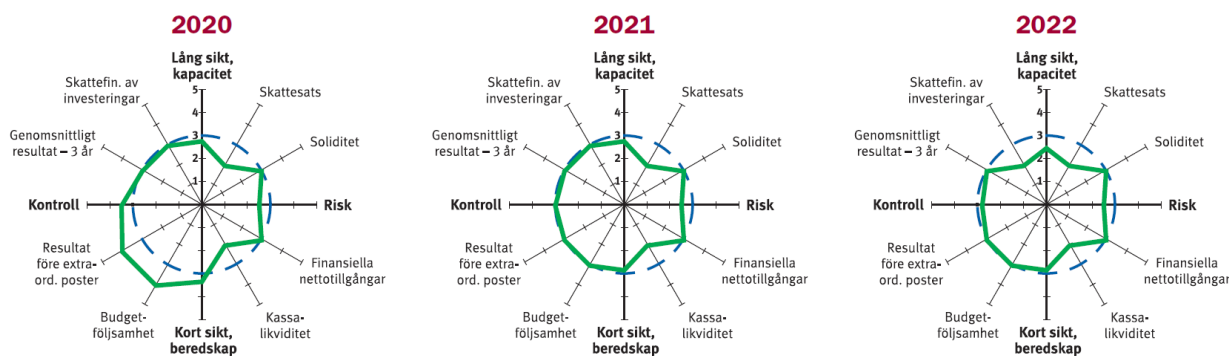 2020
Lång sikt,
kapacitet
Skattefin. av
investeringar
Skattesats
Genomsnittligt
resultat – 3 år
Soliditet
5
4
3
2
1
Kontroll
Risk
Resultat
före extra-
ord. poster
Finansiella
nettotillgångar
Budget-
följsamhet
Kassa-
likviditet
Kort sikt,
beredskap
2021
Lång sikt,
kapacitet
Skattefin. av
investeringar
Skattesats
Genomsnittligt
resultat – 3 år
Soliditet
5
4
3
2
1
Kontroll
Risk
Resultat
före extra-
ord. poster
Finansiella
nettotillgångar
Budget-
följsamhet
Kassa-
likviditet
Kort sikt,
beredskap
2022
Lång sikt,
kapacitet
Skattefin. av
investeringar
Skattesats
Genomsnittligt
resultat – 3 år
Soliditet
5
4
3
2
1
Kontroll
Risk
Resultat
före extra-
ord. poster
Finansiella
nettotillgångar
Budget-
följsamhet
Kassa-
likviditet
Kort sikt,
beredskap